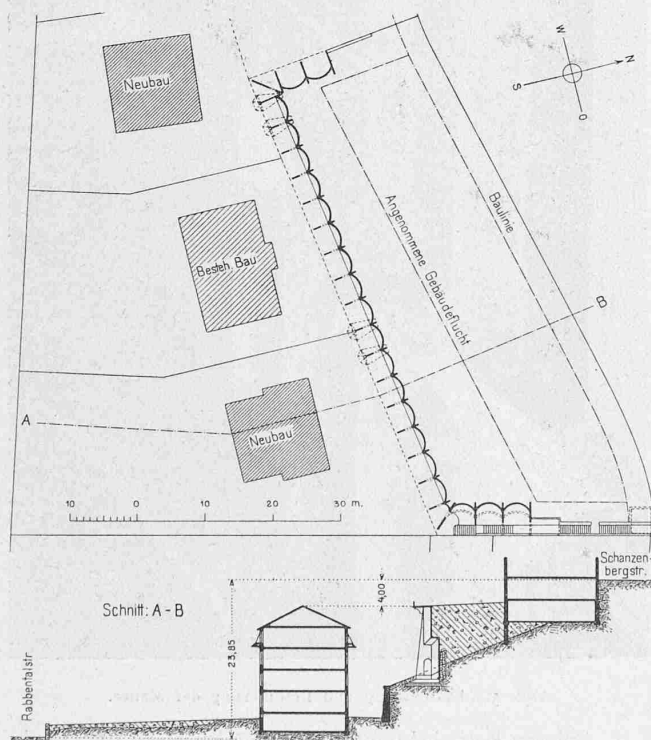 Neubau
W
N
S
O
Besteh. Bau
Angenommene Gebäudeflucht
Baulinie
B
A
Neubau
10 0 10 20 30 m.
Schanzen-
bergstr.
Schnitt: A - B
4,00
23,85
Rabbentalstr